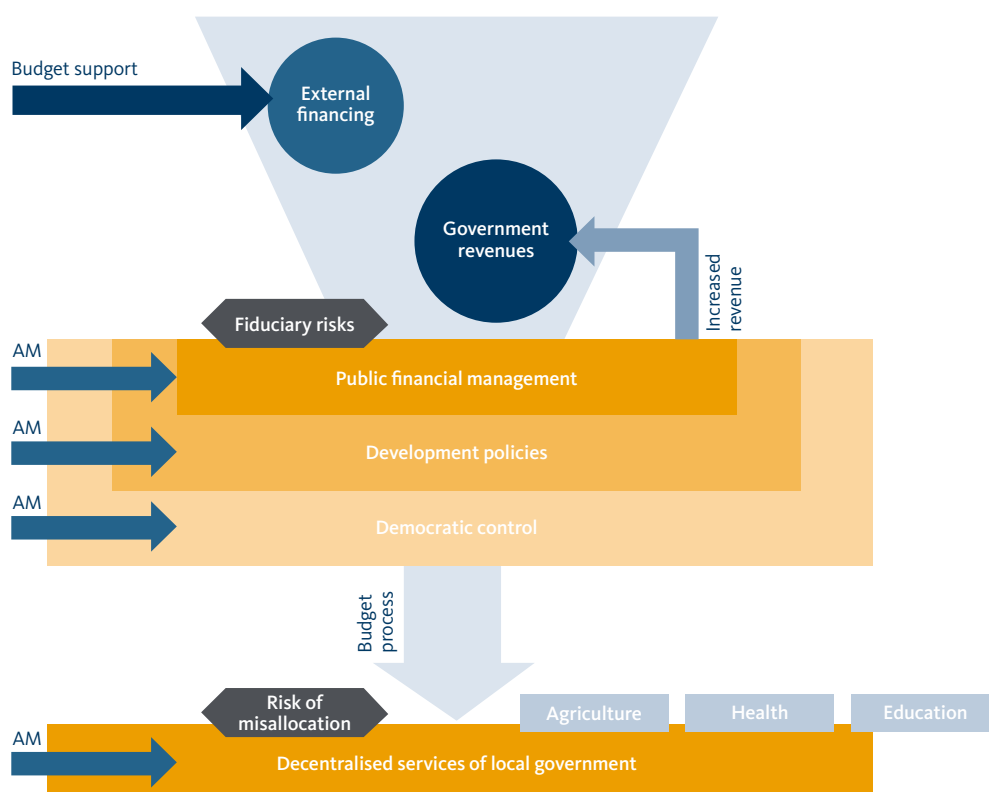 Budget support
External
financing
Government
revenues
Increased
revenue
Fiduciary risks
AM
Public financial management
AM
Development policies
AM
Democratic control
Budget
process
Risk of
misallocation
Agriculture
Health
Education
AM
Decentralised services of local government